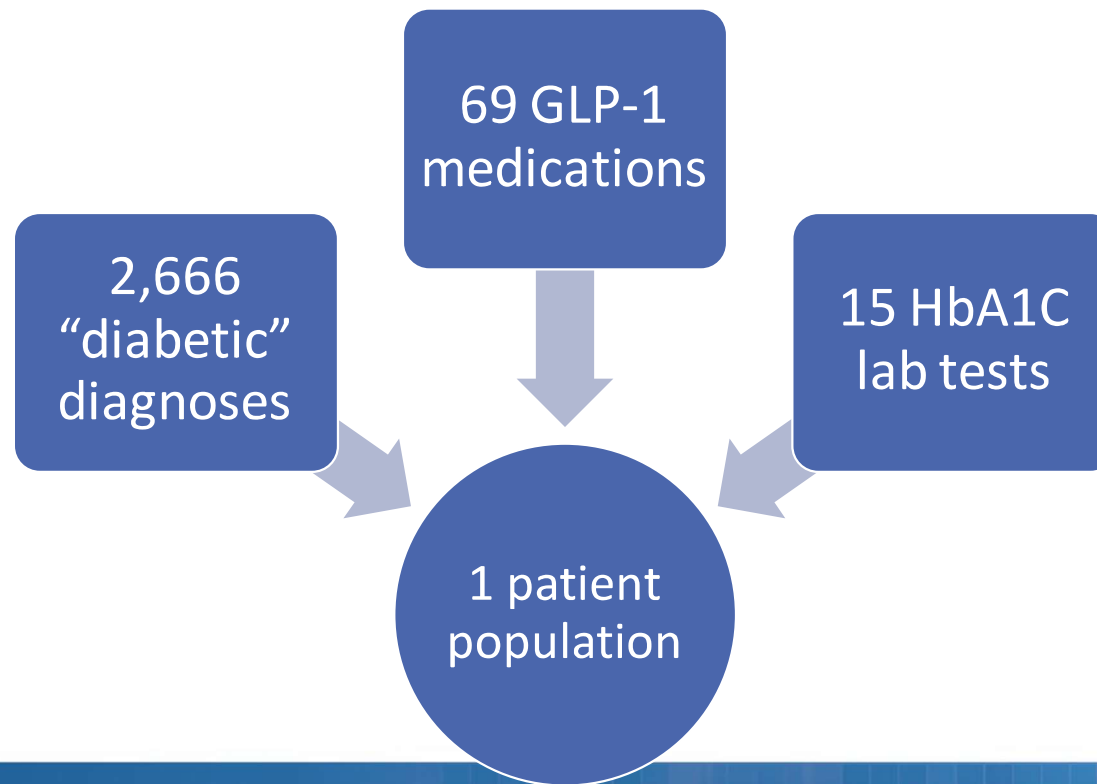 69 GLP-1
medications
2,666
“diabetic”
diagnoses
15 HbA1C
lab tests
1 patient
population